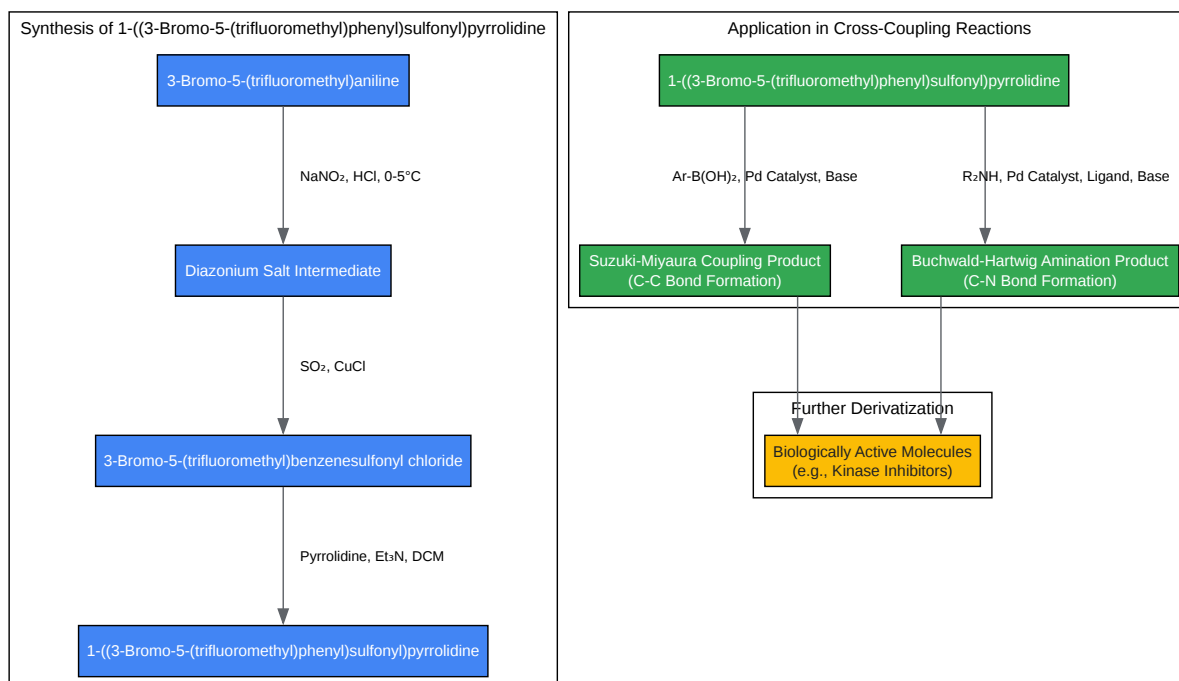 Synthesis of 1-((3-Bromo-5-(trifluoromethyl)phenyl)sulfonyl)pyrrolidine
3-Bromo-5-(trifluoromethyl)aniline
NaNO₂, HCl, 0-5°C
Diazonium Salt Intermediate
SO₂, CuCl
3-Bromo-5-(trifluoromethyl)benzenesulfonyl chloride
Pyrrolidine, Et₃N, DCM
1-((3-Bromo-5-(trifluoromethyl)phenyl)sulfonyl)pyrrolidine
Application in Cross-Coupling Reactions
1-((3-Bromo-5-(trifluoromethyl)phenyl)sulfonyl)pyrrolidine
Ar-B(OH)₂, Pd Catalyst, Base
R₂NH, Pd Catalyst, Ligand, Base
Suzuki-Miyaura Coupling Product
(C-C Bond Formation)
Buchwald-Hartwig Amination Product
(C-N Bond Formation)
Further Derivatization
Biologically Active Molecules
(e.g., Kinase Inhibitors)